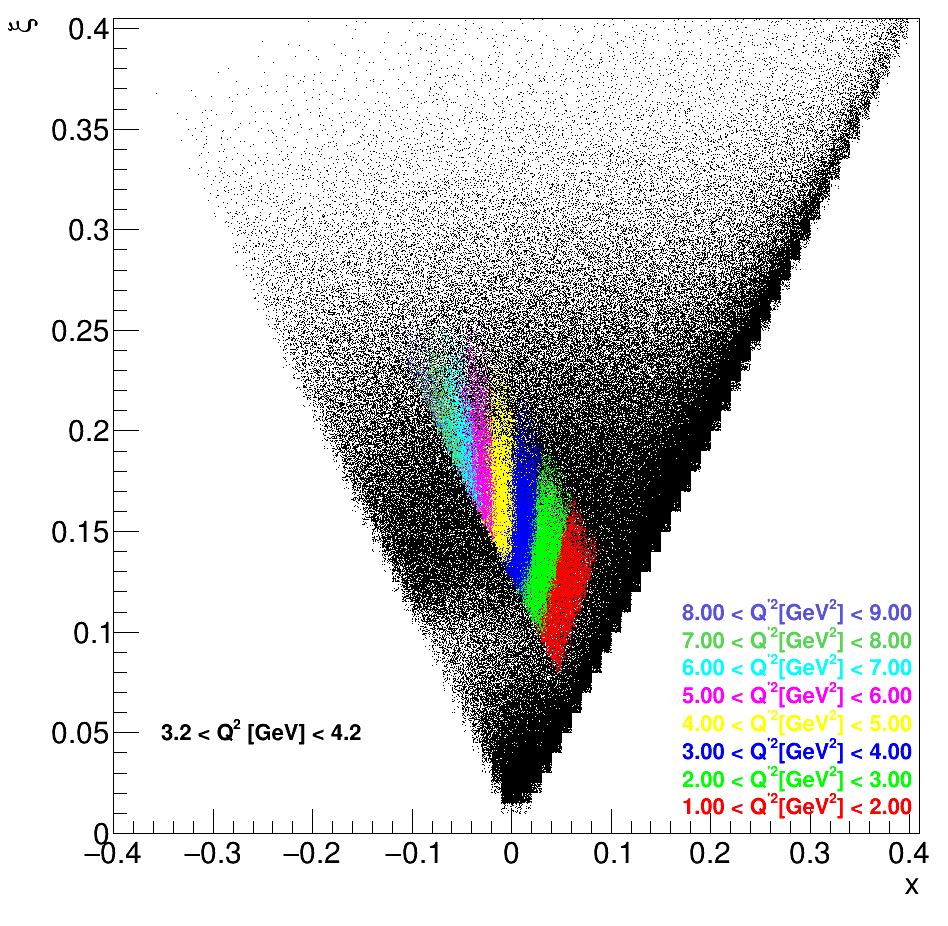 ξ
0.4
0.35
0.3
0.25
0.2
0.15
0.1
0.05
0
8.00 < Q'² [GeV²] < 9.00
7.00 < Q'² [GeV²] < 8.00
6.00 < Q'² [GeV²] < 7.00
5.00 < Q'² [GeV²] < 6.00
4.00 < Q'² [GeV²] < 5.00
3.00 < Q'² [GeV²] < 4.00
2.00 < Q'² [GeV²] < 3.00
1.00 < Q'² [GeV²] < 2.00
3.2 < Q² [GeV] < 4.2
−0.4 −0.3 −0.2 −0.1 0 0.1 0.2 0.3 0.4
x